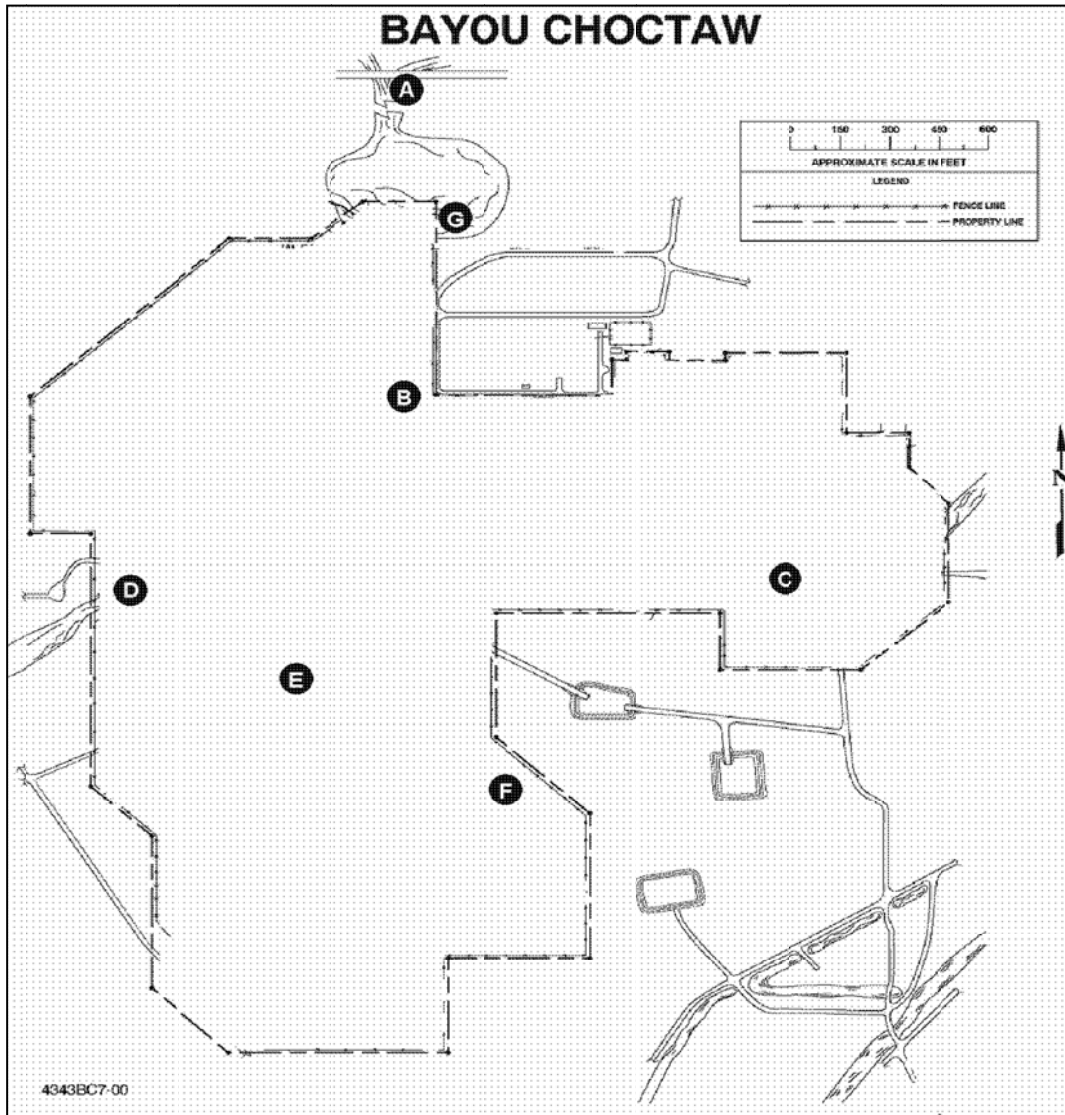 BAYOU CHOCTAW
A
0 150 300 450 600
APPROXIMATE SCALE IN FEET
LEGEND
FENCE LINE
PROPERTY LINE
G
B
N
C
D
E
F
4343BC7-00